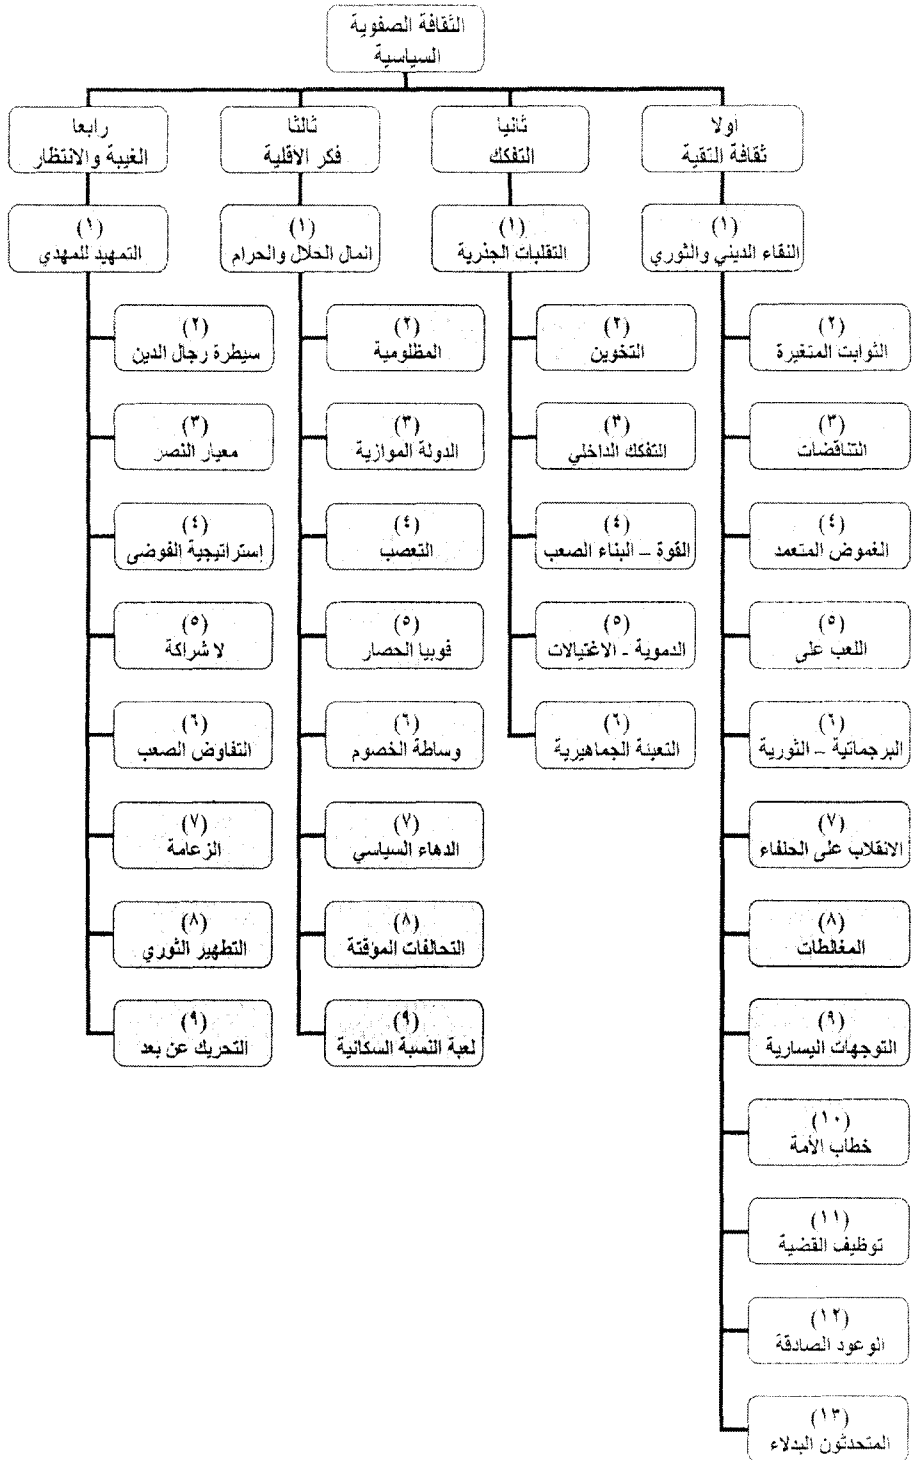 الثقافة الصفوية
السياسية
اولا
ثقافة التقية
(١)
النقاء الديني والثوري
(٢)
الثوابت المتغيرة
(٣)
التناقضات
(٤)
الغموض المتعمد
(٥)
اللعب على
(٦)
البرجماتية – الثورية
(٧)
الانقلاب على الحلفاء
(٨)
المغالطات
(٩)
التوجهات اليسارية
(١٠)
خطاب الأمة
(١١)
توظيف القضية
(١٢)
الوعود الصادقة
(١٣)
المتحدثون البدلاء
ثانيا
التفكك
(١)
التقلبات الجذرية
(٢)
التخوين
(٣)
التفكك الداخلي
(٤)
القوة – البناء الصعب
(٥)
الدموية - الاغتيالات
(٦)
التعبئة الجماهيرية
ثالثا
فكر الأقلية
(١)
المال الحلال والحرام
(٢)
المظلومية
(٣)
الدولة الموازية
(٤)
التعصب
(٥)
فوبيا الحصار
(٦)
وساطة الخصوم
(٧)
الدهاء السياسي
(٨)
التحالفات المؤقتة
(٩)
لعبة النسبة السكانية
رابعا
الغيبة والانتظار
(١)
التمهيد للمهدي
(٢)
سيطرة رجال الدين
(٣)
معيار النصر
(٤)
إستراتيجية الفوضى
(٥)
لا شراكة
(٦)
التفاوض الصعب
(٧)
الزعامة
(٨)
التطهير الثوري
(٩)
التحريك عن بعد